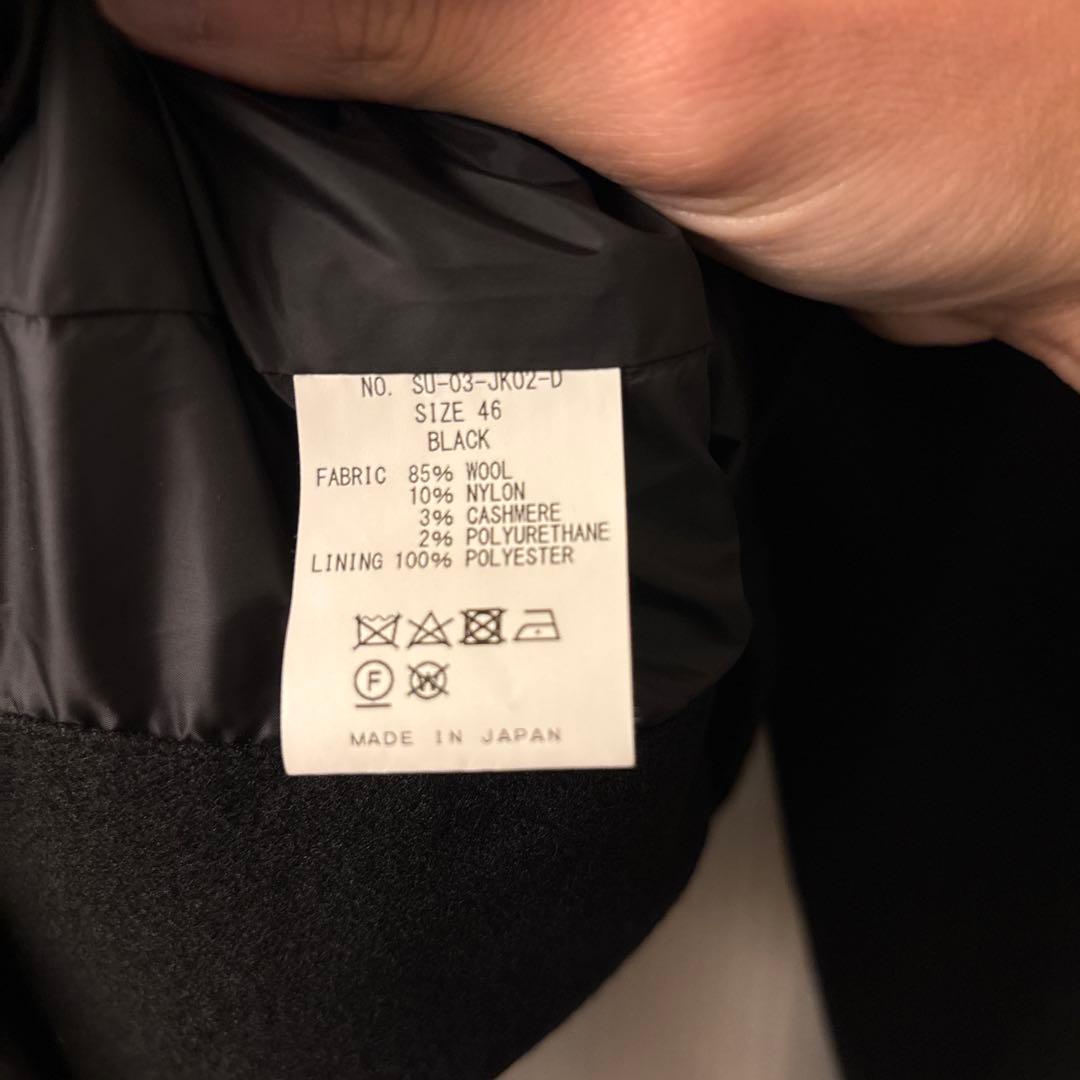 NO. SU-03-JK02-D
SIZE 46
BLACK
FABRIC 85% WOOL
10% NYLON
3% CASHMERE
2% POLYURETHANE
LINING 100% POLYESTER
F
W
MADE IN JAPAN